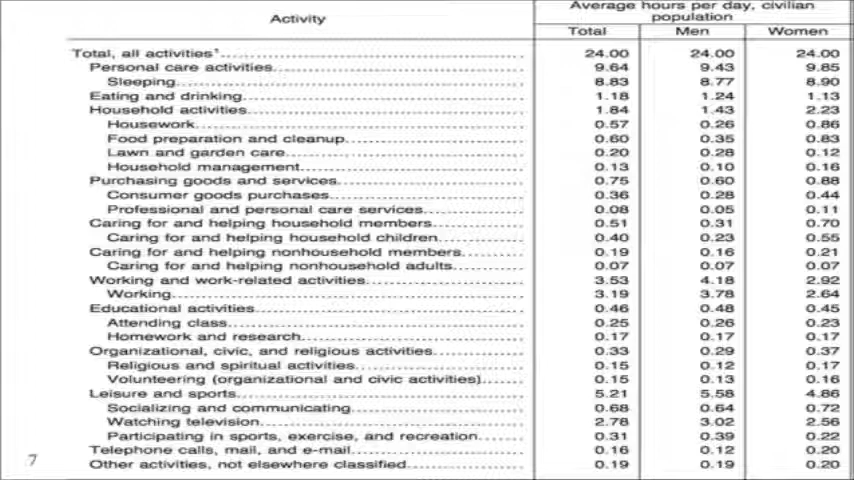 Activity
Average hours per day, civilian population
Total Men Women
Total, all activities¹ 24.00 24.00 24.00
Personal care activities 9.64 9.43 9.85
Sleeping 8.83 8.77 8.90
Eating and drinking 1.18 1.24 1.13
Household activities 1.84 1.43 2.23
Housework 0.57 0.26 0.86
Food preparation and cleanup 0.60 0.35 0.83
Lawn and garden care 0.20 0.28 0.12
Household management 0.13 0.10 0.16
Purchasing goods and services 0.75 0.60 0.88
Consumer goods purchases 0.36 0.28 0.44
Professional and personal care services 0.08 0.05 0.11
Caring for and helping household members 0.51 0.31 0.70
Caring for and helping household children 0.40 0.23 0.55
Caring for and helping nonhousehold members 0.19 0.16 0.21
Caring for and helping nonhousehold adults 0.07 0.07 0.07
Working and work-related activities 3.53 4.18 2.92
Working 3.19 3.78 2.64
Educational activities 0.46 0.48 0.45
Attending class 0.25 0.26 0.23
Homework and research 0.17 0.17 0.17
Organizational, civic, and religious activities 0.33 0.29 0.37
Religious and spiritual activities 0.15 0.12 0.17
Volunteering (organizational and civic activities) 0.15 0.13 0.16
Leisure and sports 5.21 5.58 4.86
Socializing and communicating 0.68 0.64 0.72
Watching television 2.78 3.02 2.56
Participating in sports, exercise, and recreation 0.31 0.39 0.22
Telephone calls, mail, and e-mail 0.16 0.12 0.20
Other activities, not elsewhere classified 0.19 0.19 0.20
7